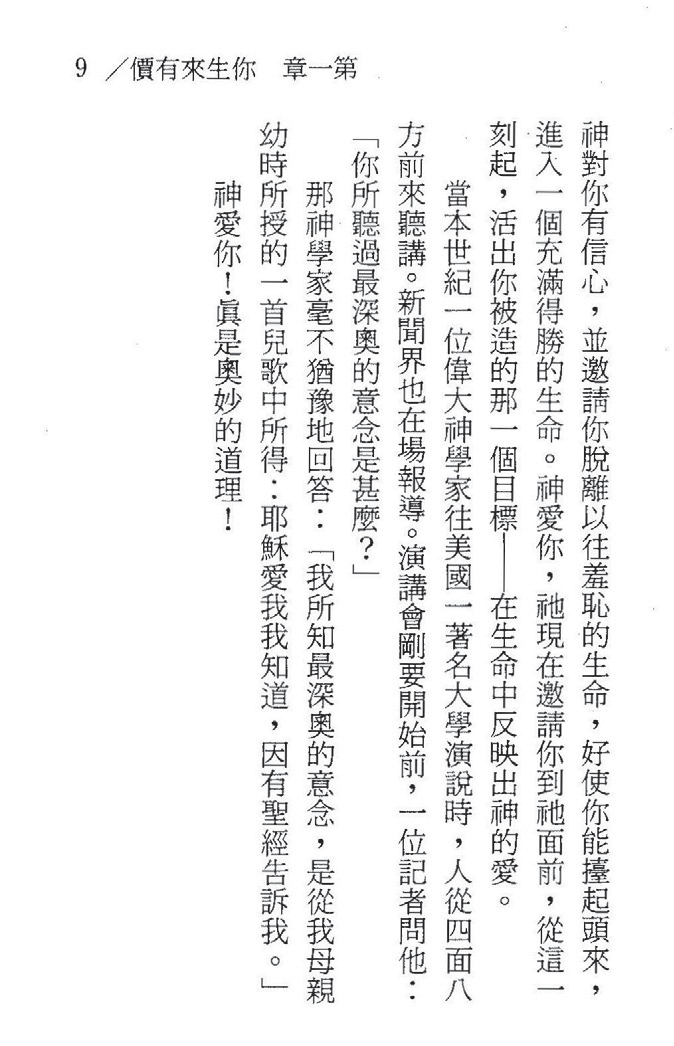 第一章　你生來有價／9
神對你有信心，並邀請你脫離以往羞恥的生命，好使你能擡起頭來，
進入一個充滿得勝的生命。神愛你，祂現在邀請你到祂面前，從這一
刻起，活出你被造的那一個目標——在生命中反映出神的愛。
當本世紀一位偉大神學家往美國一著名大學演說時，人從四面八
方前來聽講。新聞界也在場報導。演講會剛要開始前，一位記者問他：
「你所聽過最深奧的意念是甚麼？」
那神學家毫不猶豫地回答：「我所知最深奧的意念，是從我母親
幼時所授的一首兒歌中所得：耶穌愛我我知道，因有聖經告訴我。」
神愛你！眞是奧妙的道理！